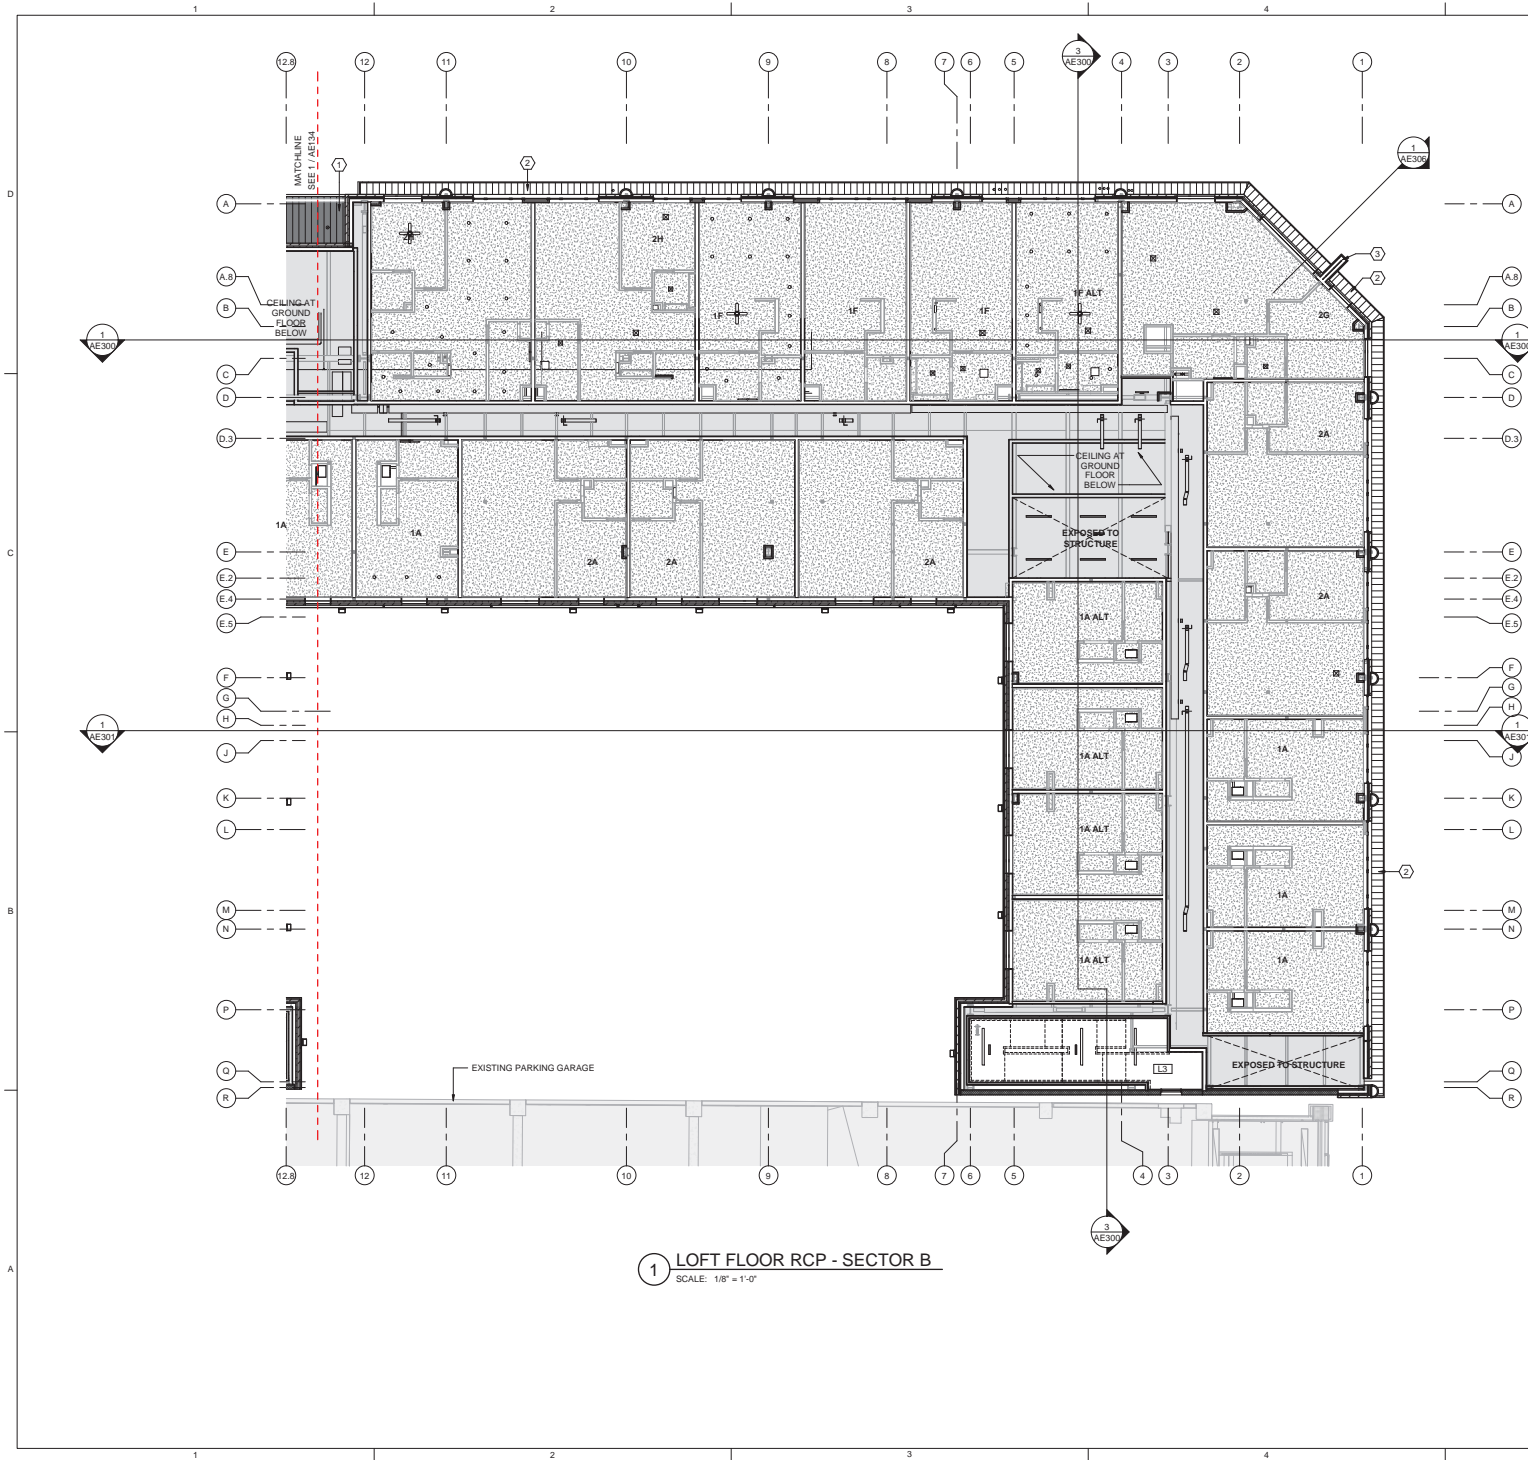 1 2 3 4
12.8 12 11 10 9 8 7 6 5 4 3 2 1
3
AE300
MATCHLINE
SEE 1 / AE134
1
2
1
AE306
D
A
A
3
2
A.8
A.8
CEILING AT
GROUND
FLOOR
BELOW
B
B
2H
1F
1F
1F
1F ALT
2G
1
AE300
1
AE300
C
C
D
D
D.3
D.3
2A
CEILING AT
GROUND
FLOOR
BELOW
1A
1A
EXPOSED TO
STRUCTURE
C
E
E
2A
2A
2A
2A
E.2
E.2
E.4
E.4
E.5
E.5
1A ALT
F
F
G
G
H
H
1
AE301
1
AE301
J
J
1A ALT
1A
K
K
L
L
1A ALT
2
1A
B
M
M
N
N
1A ALT
1A
P
P
Q
Q
R
R
EXISTING PARKING GARAGE
L3
EXPOSED TO STRUCTURE
12.8 12 11 10 9 8 7 6 5 4 3 2 1
3
AE300
1 LOFT FLOOR RCP - SECTOR B
SCALE: 1/8" = 1'-0"
A
1 2 3 4